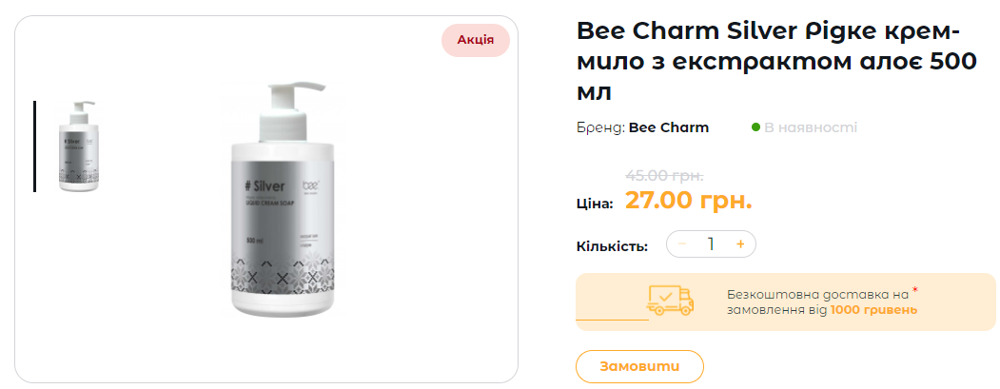 Акція
# Silver
bee
# Silver
bee
LIQUID CREAM SOAP
500 ml
Bee Charm Silver Рідке крем-
мило з екстрактом алоє 500
мл
Бренд: Bee Charm
В наявності
45.00 грн.
Ціна: 27.00 грн.
Кількість: − 1 +
Безкоштовна доставка на *
замовлення від 1000 гривень
Замовити